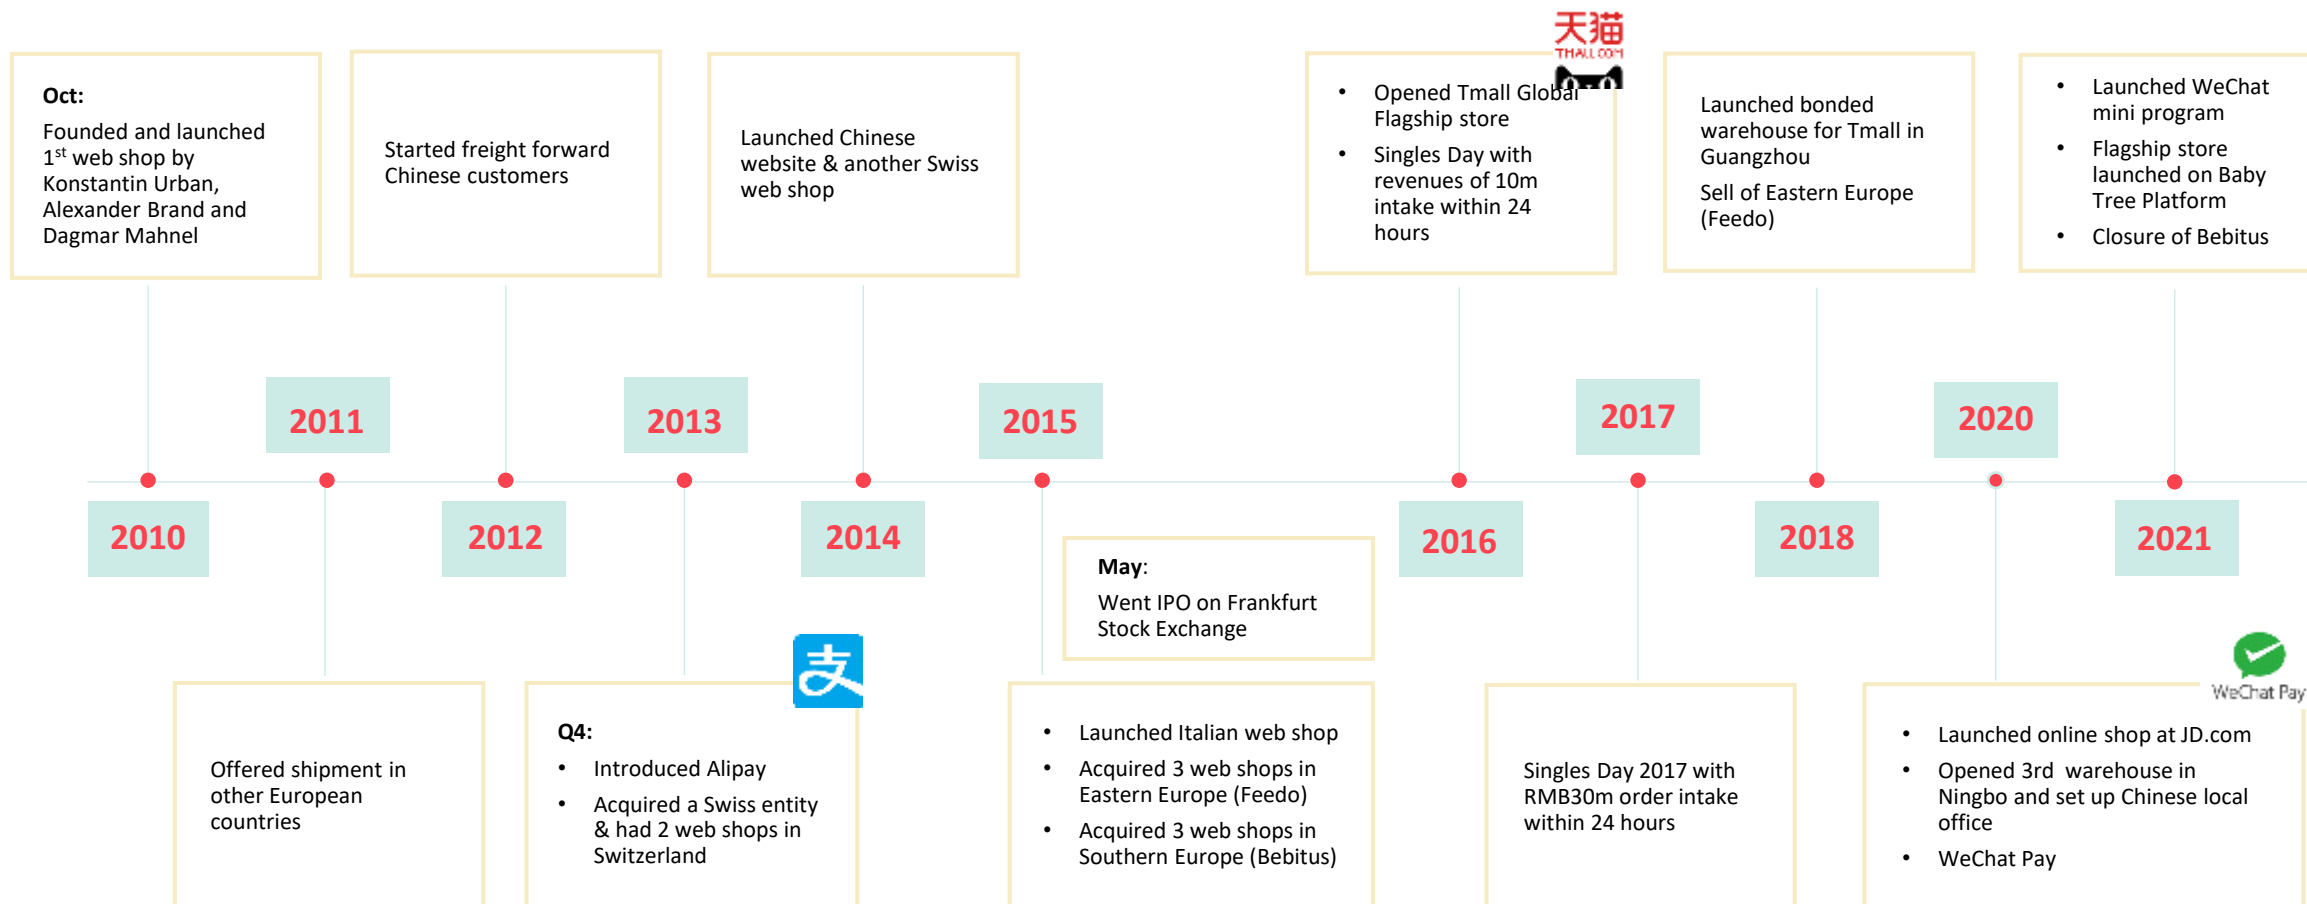 Oct:
Founded and launched
1st web shop by
Konstantin Urban,
Alexander Brand and
Dagmar Mahnel
Started freight forward
Chinese customers
Launched Chinese
website & another Swiss
web shop
天猫
THALL.COM
• Opened Tmall Global
Flagship store
• Singles Day with
revenues of 10m
intake within 24
hours
Launched bonded
warehouse for Tmall in
Guangzhou
Sell of Eastern Europe
(Feedo)
• Launched WeChat
mini program
• Flagship store
launched on Baby
Tree Platform
• Closure of Bebitus
2011
2013
2015
2017
2020
2010
2012
2014
2016
2018
2021
May:
Went IPO on Frankfurt
Stock Exchange
Offered shipment in
other European
countries
支
Q4:
• Introduced Alipay
• Acquired a Swiss entity
& had 2 web shops in
Switzerland
• Launched Italian web shop
• Acquired 3 web shops in
Eastern Europe (Feedo)
• Acquired 3 web shops in
Southern Europe (Bebitus)
Singles Day 2017 with
RMB30m order intake
within 24 hours
WeChat Pay
• Launched online shop at JD.com
• Opened 3rd warehouse in
Ningbo and set up Chinese local
office
• WeChat Pay